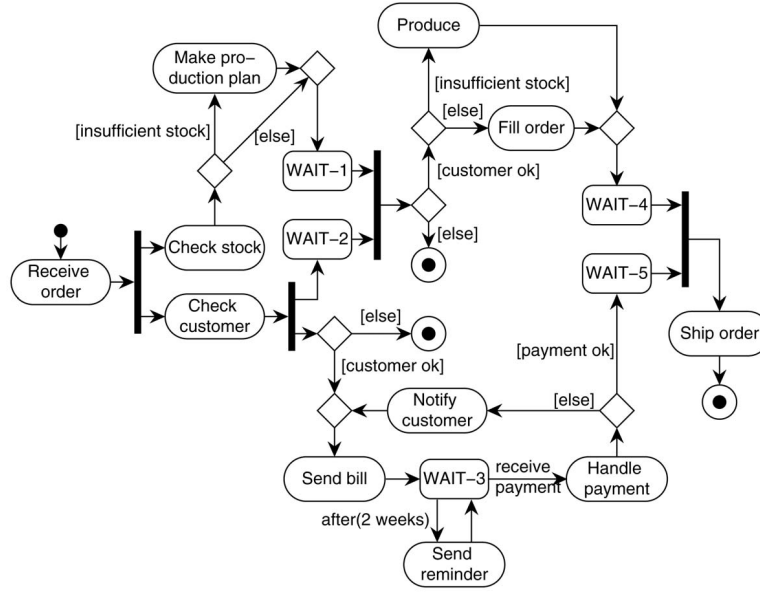 Produce
Make pro-
duction plan
[insufficient stock]
[else]
Fill order
[insufficient stock]
[else]
WAIT-1
[customer ok]
WAIT-2
[else]
WAIT-4
Check stock
Receive
order
WAIT-5
Check
customer
[else]
Ship order
[customer ok]
[payment ok]
Notify
customer
[else]
Send bill
WAIT-3
receive
payment
Handle
payment
after(2 weeks)
Send
reminder